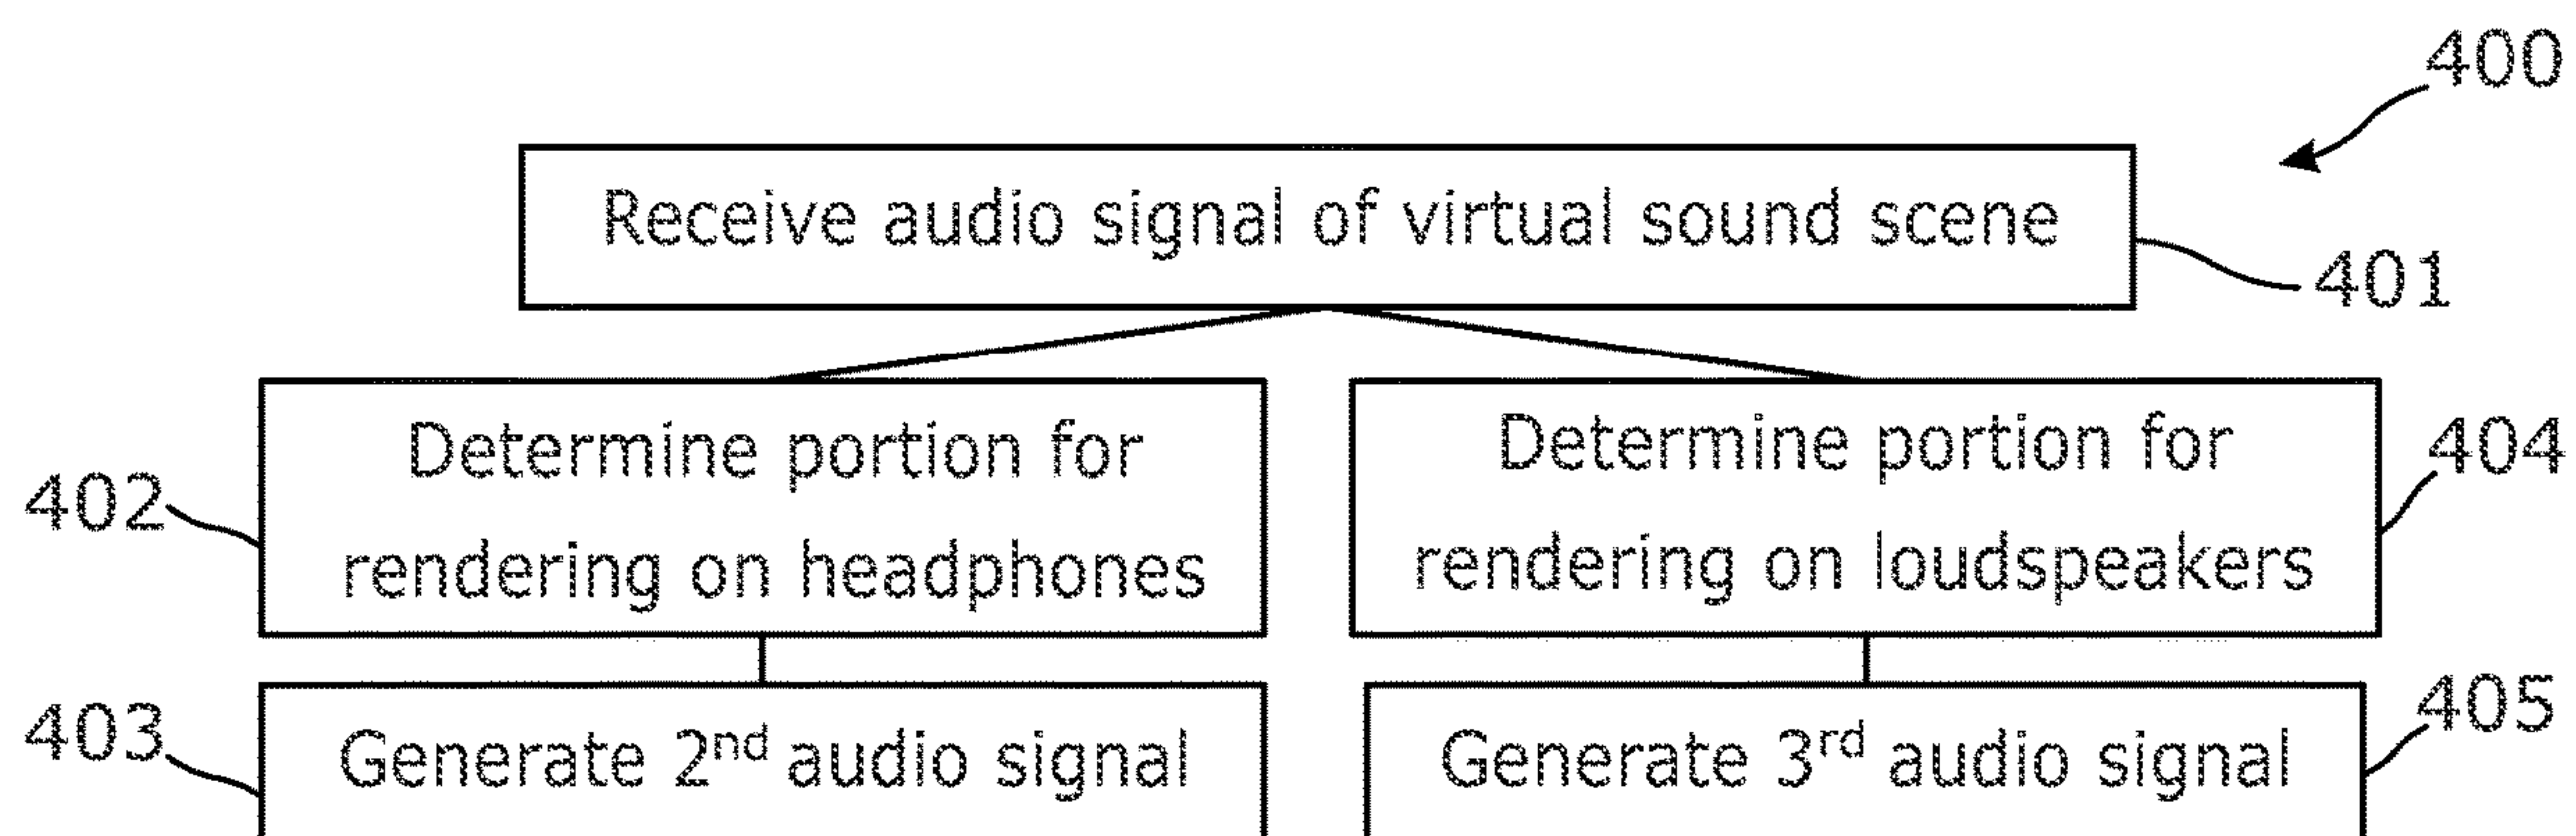 400
Receive audio signal of virtual sound scene
401
Determine portion for
rendering on headphones
402
Determine portion for
rendering on loudspeakers
404
Generate 2nd audio signal
403
Generate 3rd audio signal
405